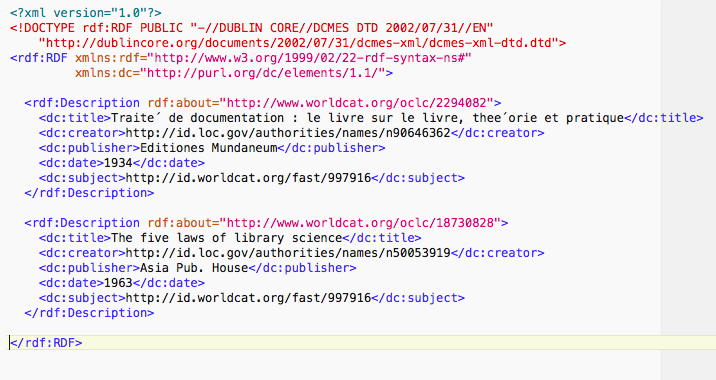 <?xml version="1.0"?>
<!DOCTYPE rdf:RDF PUBLIC "-//DUBLIN CORE//DCMES DTD 2002/07/31//EN"
"http://dublincore.org/documents/2002/07/31/dcmes-xml/dcmes-xml-dtd.dtd">
<rdf:RDF xmlns:rdf="http://www.w3.org/1999/02/22-rdf-syntax-ns#"
xmlns:dc="http://purl.org/dc/elements/1.1/">
<rdf:Description rdf:about="http://www.worldcat.org/oclc/2294082">
<dc:title>Traite´ de documentation : le livre sur le livre, thee´orie et pratique</dc:title>
<dc:creator>http://id.loc.gov/authorities/names/n90646362</dc:creator>
<dc:publisher>Editiones Mundaneum</dc:publisher>
<dc:date>1934</dc:date>
<dc:subject>http://id.worldcat.org/fast/997916</dc:subject>
</rdf:Description>
<rdf:Description rdf:about="http://www.worldcat.org/oclc/18730828">
<dc:title>The five laws of library science</dc:title>
<dc:creator>http://id.loc.gov/authorities/names/n50053919</dc:creator>
<dc:publisher>Asia Pub. House</dc:publisher>
<dc:date>1963</dc:date>
<dc:subject>http://id.worldcat.org/fast/997916</dc:subject>
</rdf:Description>
</rdf:RDF>